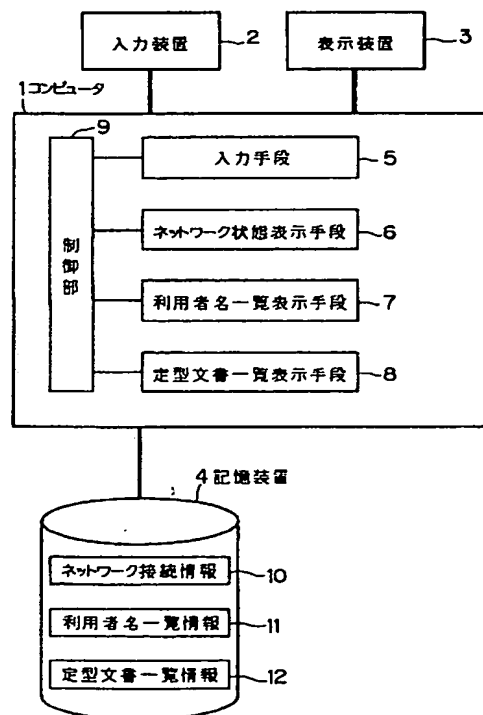 入力装置 2
表示装置 3
1 コンピュータ
9
制御部
入力手段 5
ネットワーク状態表示手段 6
利用者名一覧表示手段 7
定型文書一覧表示手段 8
4 記憶装置
ネットワーク接続情報 10
利用者名一覧情報 11
定型文書一覧情報 12